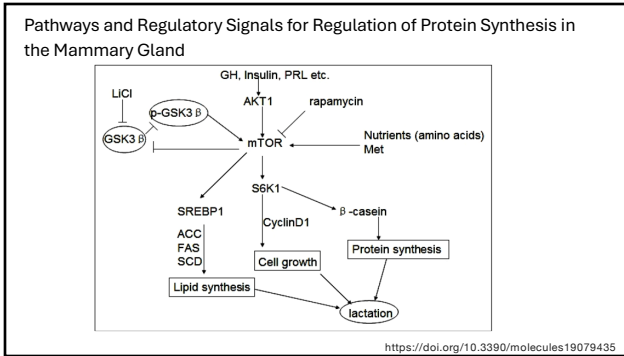 Pathways and Regulatory Signals for Regulation of Protein Synthesis in
the Mammary Gland
GH, Insulin, PRL etc.
LiCl
AKT1
rapamycin
p-GSK3 β
GSK3 β
mTOR
Nutrients (amino acids)
Met
S6K1
SREBP1
β-casein
CyclinD1
ACC
FAS
SCD
Protein synthesis
Cell growth
Lipid synthesis
lactation
https://doi.org/10.3390/molecules19079435